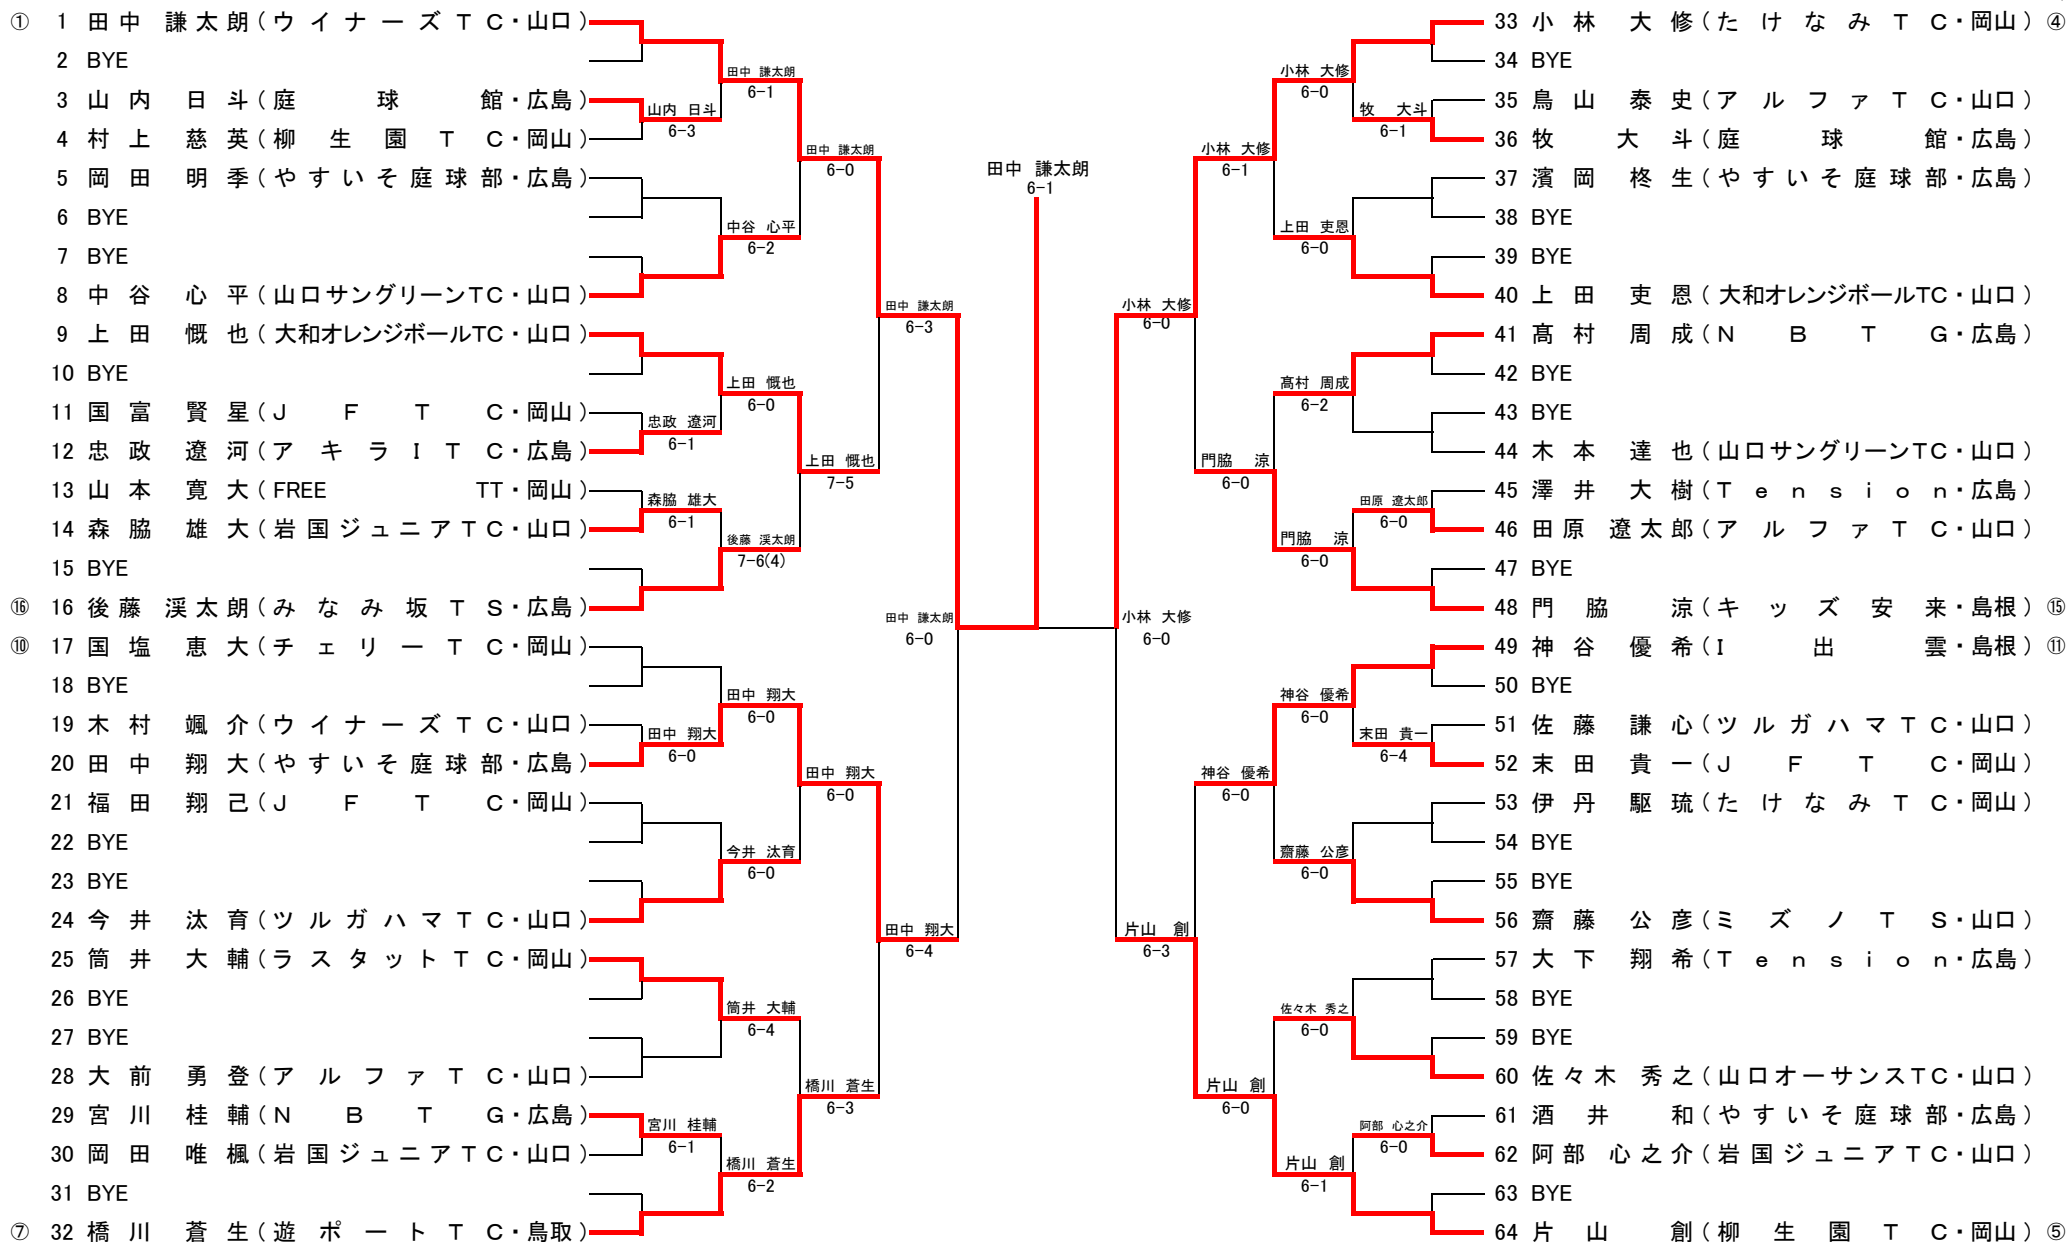 ① 1 田中 謙太朗(ウイナーズTC・山口)
2 BYE
3 山内 日斗(庭球館・広島)
4 村上 慈英(柳生園TC・岡山)
5 岡田 明季(やすいそ庭球部・広島)
6 BYE
7 BYE
8 中谷 心平(山口サングリーンTC・山口)
9 上田 慨也(大和オレンジボールTC・山口)
10 BYE
11 国富 賢星(JFTC・岡山)
12 忠政 遼河(アキラITC・広島)
13 山本 寛大(FREE TT・岡山)
14 森脇 雄大(岩国ジュニアTC・山口)
15 BYE
⑯ 16 後藤 渓太朗(みなみ坂TS・広島)
⑩ 17 国塩 恵大(チェリーTC・岡山)
18 BYE
19 木村 颯介(ウイナーズTC・山口)
20 田中 翔大(やすいそ庭球部・広島)
21 福田 翔己(JFTC・岡山)
22 BYE
23 BYE
24 今井 汰育(ツルガハマTC・山口)
25 筒井 大輔(ラスタットTC・岡山)
26 BYE
27 BYE
28 大前 勇登(アルファTC・山口)
29 宮川 桂輔(NBTG・広島)
30 岡田 唯楓(岩国ジュニアTC・山口)
31 BYE
⑦ 32 橋川 蒼生(遊ポートTC・鳥取)
山内 日斗
6-3
忠政 遼河
6-1
森脇 雄大
6-1
田中 翔大
6-0
宮川 桂輔
6-1
田中 謙太朗
6-1
中谷 心平
6-2
上田 慨也
6-0
後藤 渓太朗
7-6(4)
田中 翔大
6-0
今井 汰育
6-0
筒井 大輔
6-4
橋川 蒼生
6-2
田中 謙太朗
6-0
上田 慨也
7-5
田中 翔大
6-0
橋川 蒼生
6-3
田中 謙太朗
6-3
田中 翔大
6-4
田中 謙太朗
6-0
田中 謙太朗
6-1
小林 大修
6-0
小林 大修
6-0
片山 創
6-3
小林 大修
6-1
門脇 涼
6-0
神谷 優希
6-0
片山 創
6-0
小林 大修
6-0
上田 吏恩
6-0
髙村 周成
6-2
門脇 涼
6-0
神谷 優希
6-0
齋藤 公彦
6-0
佐々木 秀之
6-0
片山 創
6-1
牧 大斗
6-1
田原 遼太郎
6-0
末田 貴一
6-4
阿部 心之介
6-0
33 小林 大修(たけなみTC・岡山) ④
34 BYE
35 鳥山 泰史(アルファTC・山口)
36 牧 大斗(庭球館・広島)
37 濱岡 柊生(やすいそ庭球部・広島)
38 BYE
39 BYE
40 上田 吏恩(大和オレンジボールTC・山口)
41 髙村 周成(NBTG・広島)
42 BYE
43 BYE
44 木本 達也(山口サングリーンTC・山口)
45 澤井 大樹(Tension・広島)
46 田原 遼太郎(アルファTC・山口)
47 BYE
48 門脇 涼(キッズ安来・島根) ⑮
49 神谷 優希(I出雲・島根) ⑪
50 BYE
51 佐藤 謙心(ツルガハマTC・山口)
52 末田 貴一(JFTC・岡山)
53 伊丹 駆琉(たけなみTC・岡山)
54 BYE
55 BYE
56 齋藤 公彦(ミズノTS・山口)
57 大下 翔希(Tension・広島)
58 BYE
59 BYE
60 佐々木 秀之(山口オーサンスTC・山口)
61 酒井 和(やすいそ庭球部・広島)
62 阿部 心之介(岩国ジュニアTC・山口)
63 BYE
64 片山 創(柳生園TC・岡山) ⑤